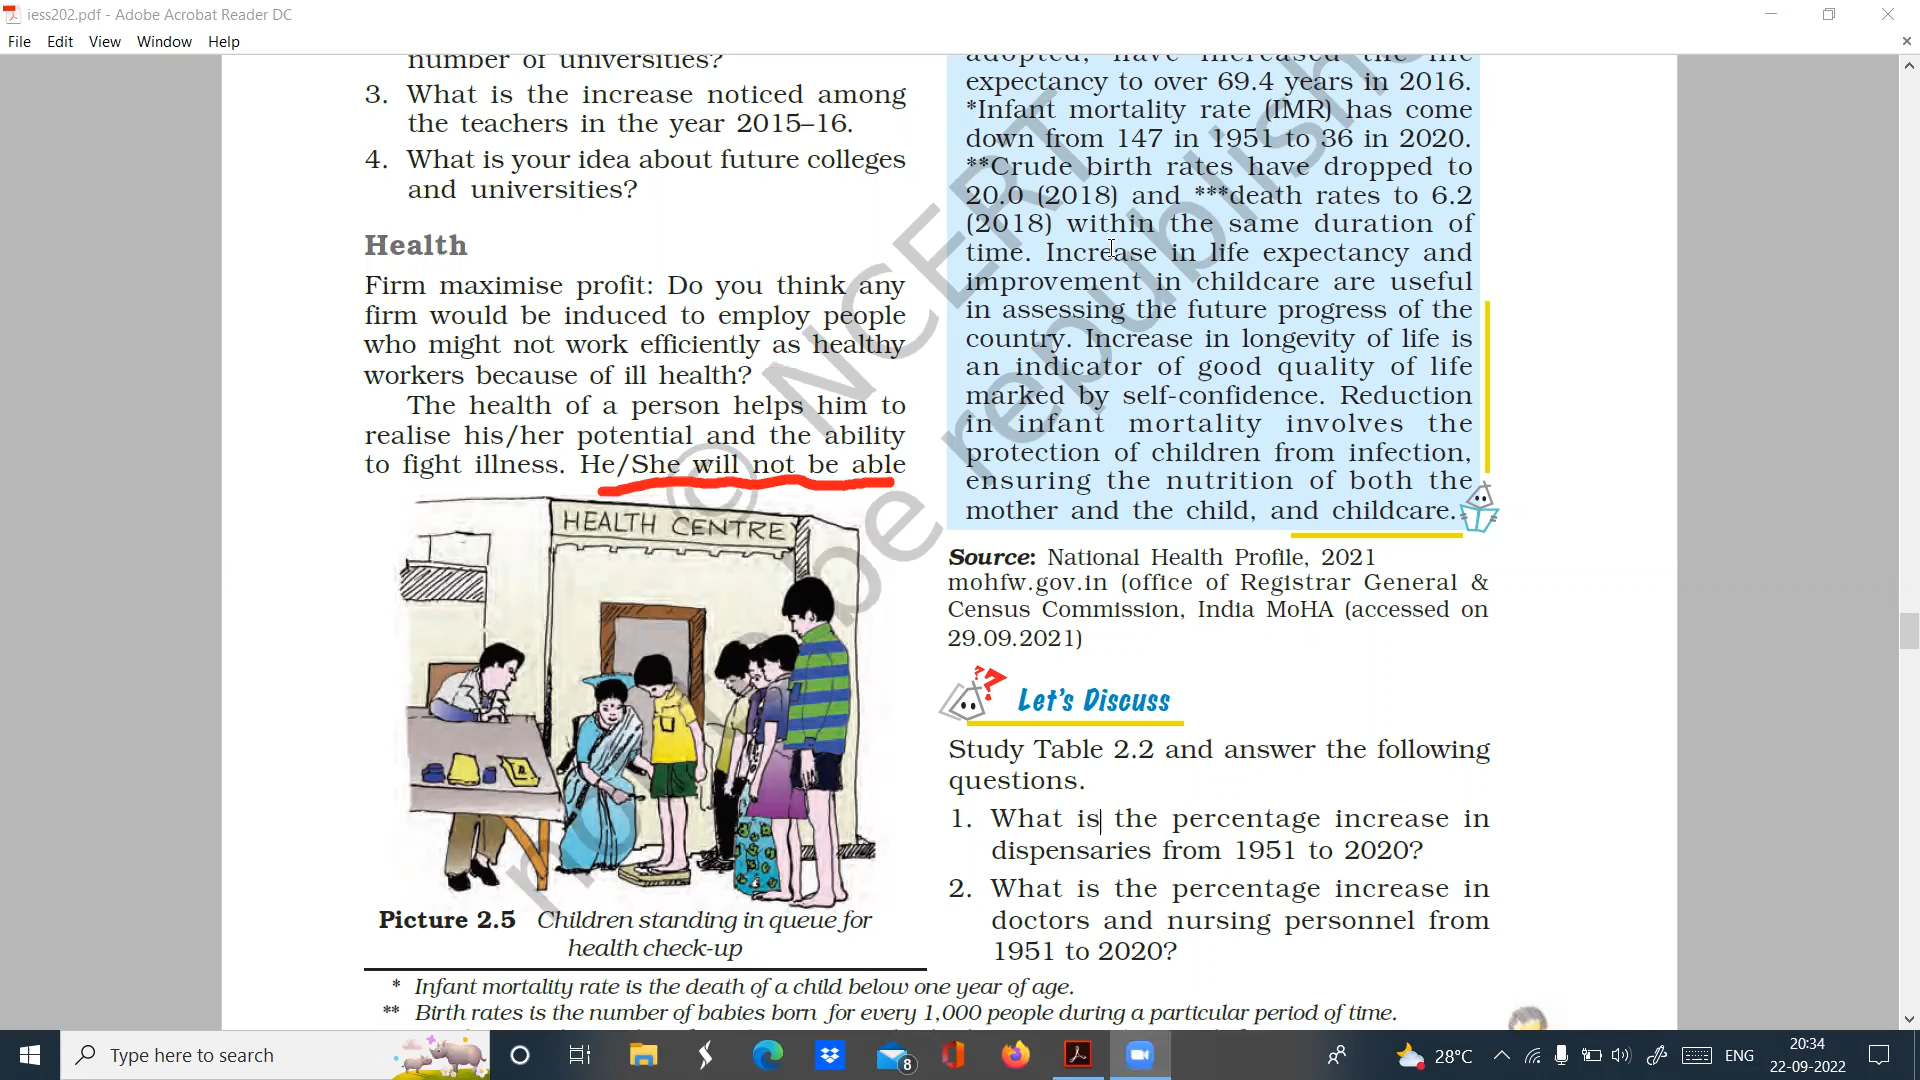 iess202.pdf - Adobe Acrobat Reader DC
File Edit View Window Help
number of universities?
3. What is the increase noticed among
the teachers in the year 2015–16.
4. What is your idea about future colleges
and universities?
Health
Firm maximise profit: Do you think any
firm would be induced to employ people
who might not work efficiently as healthy
workers because of ill health?
The health of a person helps him to
realise his/her potential and the ability
to fight illness. He/She will not be able
HEALTH CENTRE
Picture 2.5 Children standing in queue for
health check-up
adopted, have increased the life
expectancy to over 69.4 years in 2016.
*Infant mortality rate (IMR) has come
down from 147 in 1951 to 36 in 2020.
**Crude birth rates have dropped to
20.0 (2018) and ***death rates to 6.2
(2018) within the same duration of
time. Increase in life expectancy and
improvement in childcare are useful
in assessing the future progress of the
country. Increase in longevity of life is
an indicator of good quality of life
marked by self-confidence. Reduction
in infant mortality involves the
protection of children from infection,
ensuring the nutrition of both the
mother and the child, and childcare.
Source: National Health Profile, 2021
mohfw.gov.in (office of Registrar General &
Census Commission, India MoHA (accessed on
29.09.2021)
Let's Discuss
Study Table 2.2 and answer the following
questions.
1. What is the percentage increase in
dispensaries from 1951 to 2020?
2. What is the percentage increase in
doctors and nursing personnel from
1951 to 2020?
* Infant mortality rate is the death of a child below one year of age.
** Birth rates is the number of babies born for every 1,000 people during a particular period of time.
© NCERT
be republished
Type here to search
8
28°C
ENG
20:34
22-09-2022